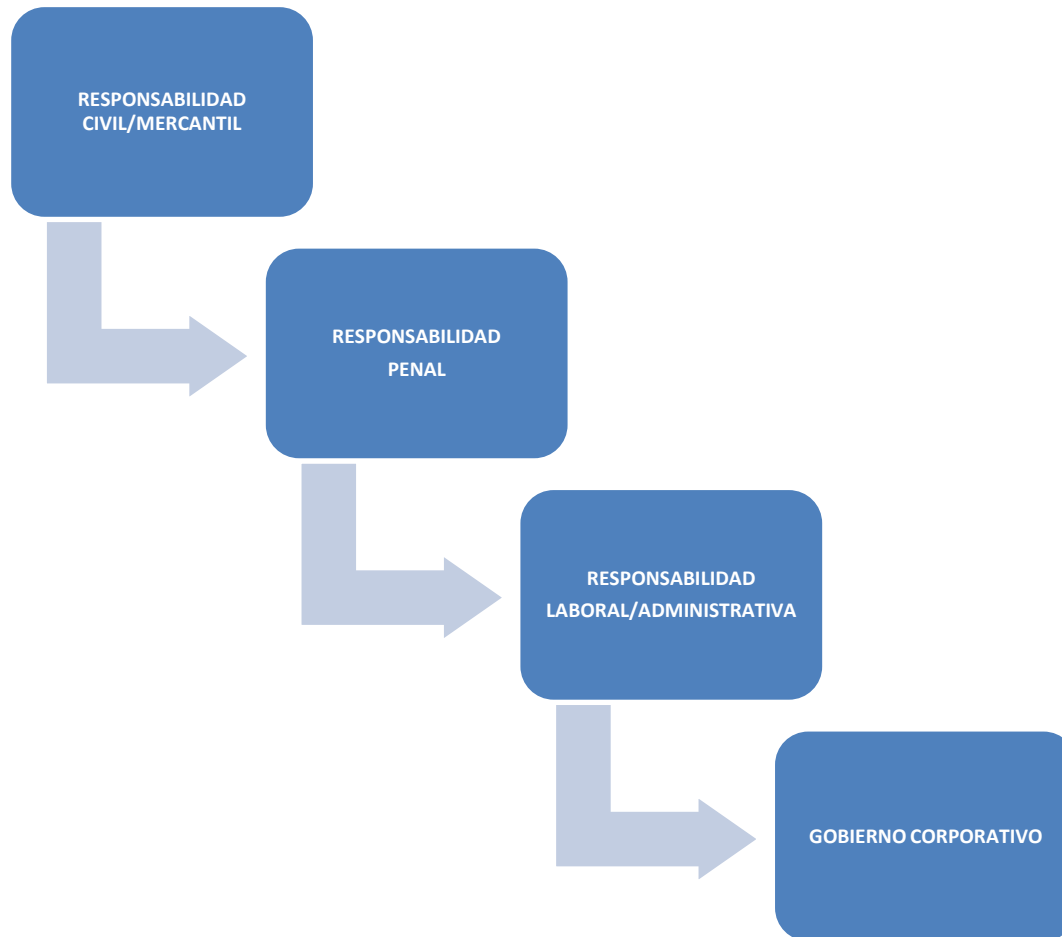 RESPONSABILIDAD
CIVIL/MERCANTIL
RESPONSABILIDAD
PENAL
RESPONSABILIDAD
LABORAL/ADMINISTRATIVA
GOBIERNO CORPORATIVO